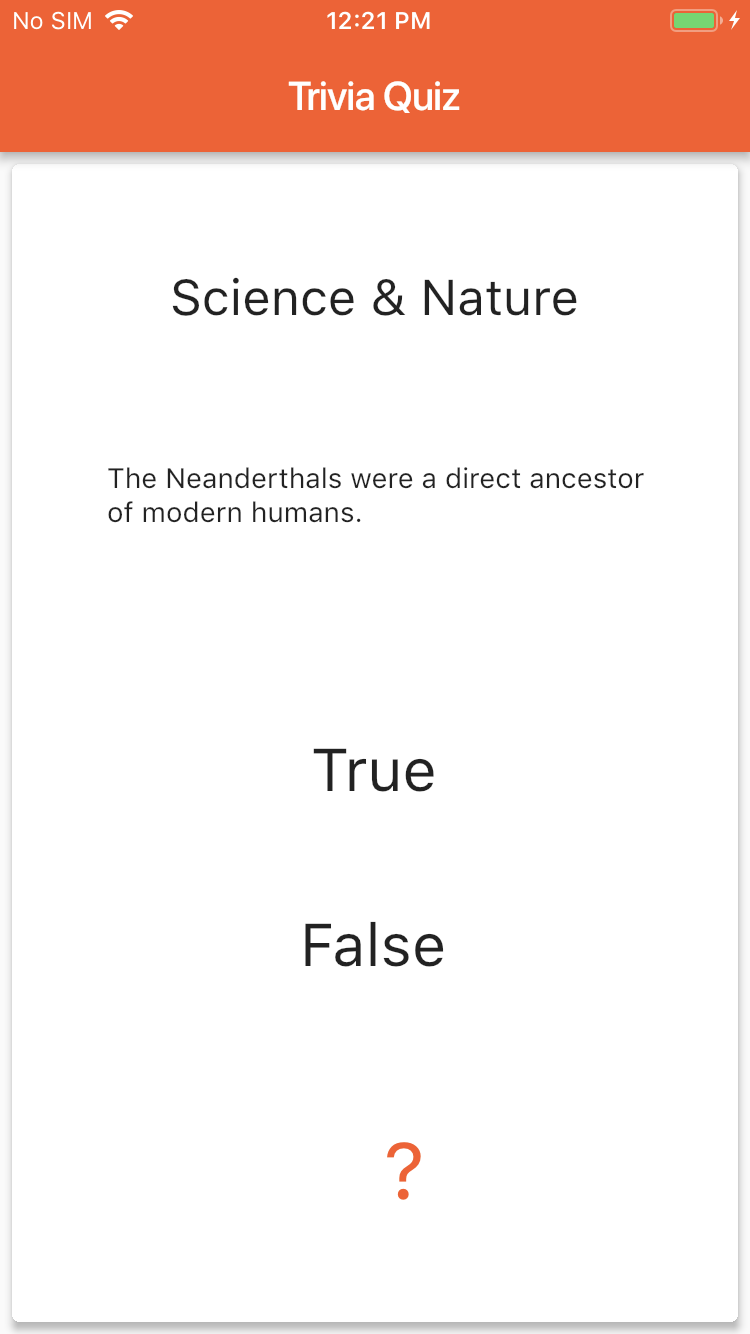 No SIM 12:21 PM
Trivia Quiz
Science & Nature
The Neanderthals were a direct ancestor
of modern humans.
True
False
?